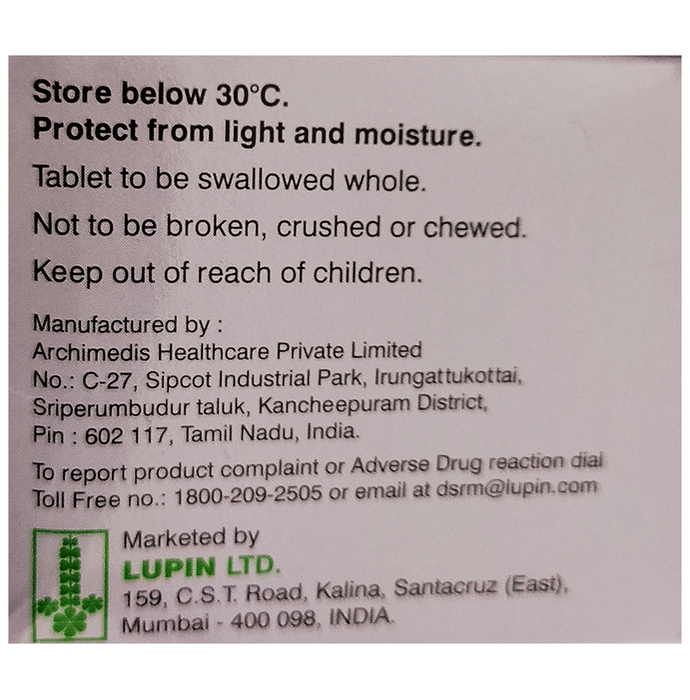 Store below 30°C.
Protect from light and moisture.
Tablet to be swallowed whole.
Not to be broken, crushed or chewed.
Keep out of reach of children.
Manufactured by :
Archimedis Healthcare Private Limited
No.: C-27, Sipcot Industrial Park, Irungattukottai,
Sriperumbudur taluk, Kancheepuram District,
Pin : 602 117, Tamil Nadu, India.
To report product complaint or Adverse Drug reaction dial
Toll Free no.: 1800-209-2505 or email at dsrm@lupin.com
Marketed by
LUPIN LTD.
159, C.S.T. Road, Kalina, Santacruz (East),
Mumbai - 400 098, INDIA.